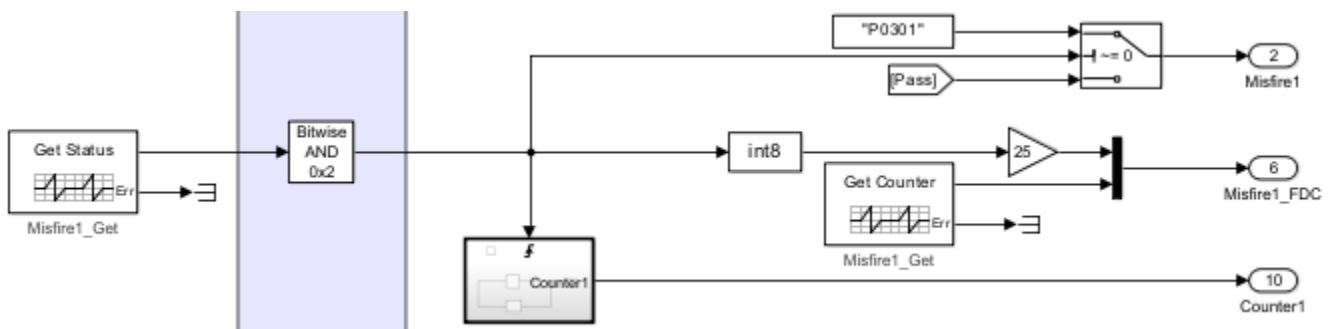 "P0301"
~= 0
2
Misfire1
[Pass]
Get Status
Err
Misfire1_Get
Bitwise
AND
0x2
int8
25
Get Counter
Err
Misfire1_Get
6
Misfire1_FDC
Counter1
10
Counter1